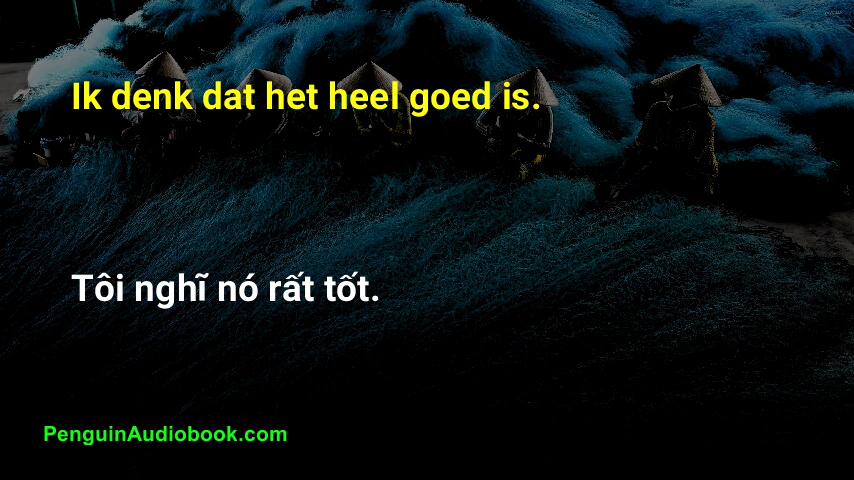 Ik denk dat het heel goed is.
Tôi nghĩ nó rất tốt.
PenguinAudiobook.com